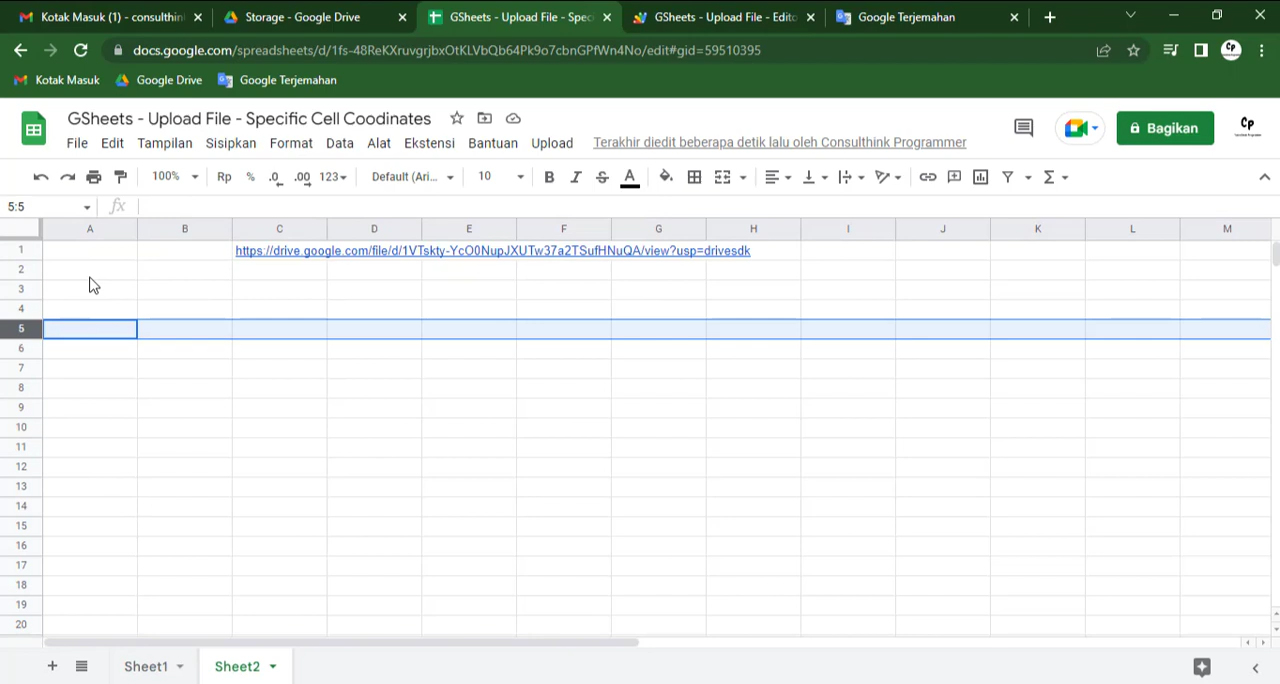 Kotak Masuk (1) - consulthin
Storage - Google Drive
GSheets - Upload File - Spec
GSheets - Upload File - Edito
Google Terjemahan
docs.google.com/spreadsheets/d/1fs-48ReKXruvgrjbxOtKLVbQb64Pk9o7cbnGPfWn4No/edit#gid=59510395
Cp
Kotak Masuk
Google Drive
Google Terjemahan
GSheets - Upload File - Specific Cell Coodinates
File Edit Tampilan Sisipkan Format Data Alat Ekstensi Bantuan Upload
Terakhir diedit beberapa detik lalu oleh Consulthink Programmer
Bagikan
Cp
100% Rp % .0 .00 123 Default (Ari... 10 B I S A Σ
5:5 fx
A B C D E F G H I J K L M
1 https://drive.google.com/file/d/1VTskty-YcO0NupJXUTw37a2TSufHNuQA/view?usp=drivesdk
2
3
4
5
6
7
8
9
10
11
12
13
14
15
16
17
18
19
20
+ Sheet1 Sheet2